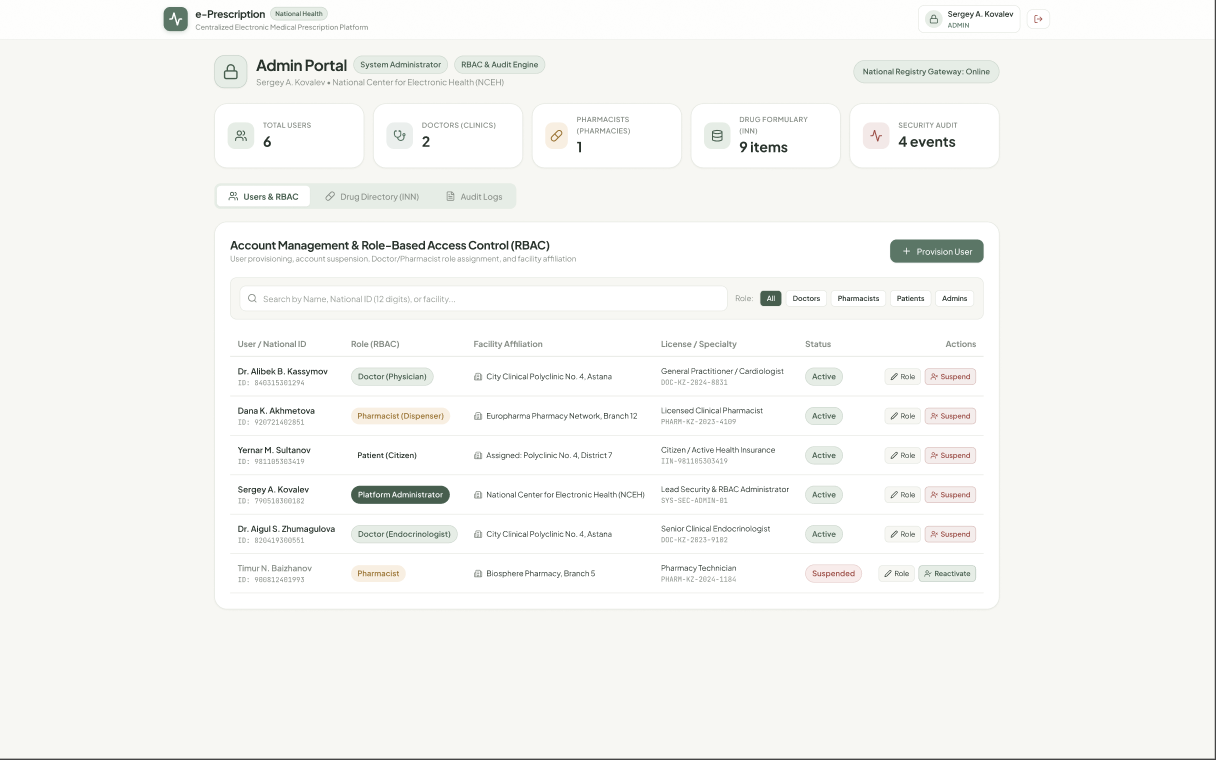 e-Prescription National Health
Centralized Electronic Medical Prescription Platform
Sergey A. Kovalev
ADMIN
Admin Portal System Administrator RBAC & Audit Engine
Sergey A. Kovalev • National Center for Electronic Health (NCEH)
National Registry Gateway: Online
TOTAL USERS
6
DOCTORS (CLINICS)
2
PHARMACISTS
(PHARMACIES)
1
DRUG FORMULARY
(INN)
9 items
SECURITY AUDIT
4 events
Users & RBAC Drug Directory (INN) Audit Logs
Account Management & Role-Based Access Control (RBAC)
User provisioning, account suspension, Doctor/Pharmacist role assignment, and facility affiliation
Provision User
Search by Name, National ID (12 digits), or facility... Role: All Doctors Pharmacists Patients Admins
User / National ID Role (RBAC) Facility Affiliation License / Specialty Status Actions
Dr. Alibek B. Kassymov Doctor (Physician) City Clinical Polyclinic No. 4, Astana General Practitioner / Cardiologist Active Role Suspend
ID: 840315301294 DOC-KZ-2024-8831
Dana K. Akhmetova Pharmacist (Dispenser) Europharma Pharmacy Network, Branch 12 Licensed Clinical Pharmacist Active Role Suspend
ID: 920721402851 PHARM-KZ-2023-4109
Yernar M. Sultanov Patient (Citizen) Assigned: Polyclinic No. 4, District 7 Citizen / Active Health Insurance Active Role Suspend
ID: 981105303419 IIN-981105303419
Sergey A. Kovalev Platform Administrator National Center for Electronic Health (NCEH) Lead Security & RBAC Administrator Active Role Suspend
ID: 790518300182 SYS-SEC-ADMIN-01
Dr. Aigul S. Zhumagulova Doctor (Endocrinologist) City Clinical Polyclinic No. 4, Astana Senior Clinical Endocrinologist Active Role Suspend
ID: 820419300551 DOC-KZ-2023-9182
Timur N. Baizhanov Pharmacist Biosphere Pharmacy, Branch 5 Pharmacy Technician Suspended Role Reactivate
ID: 900812401993 PHARM-KZ-2024-1184